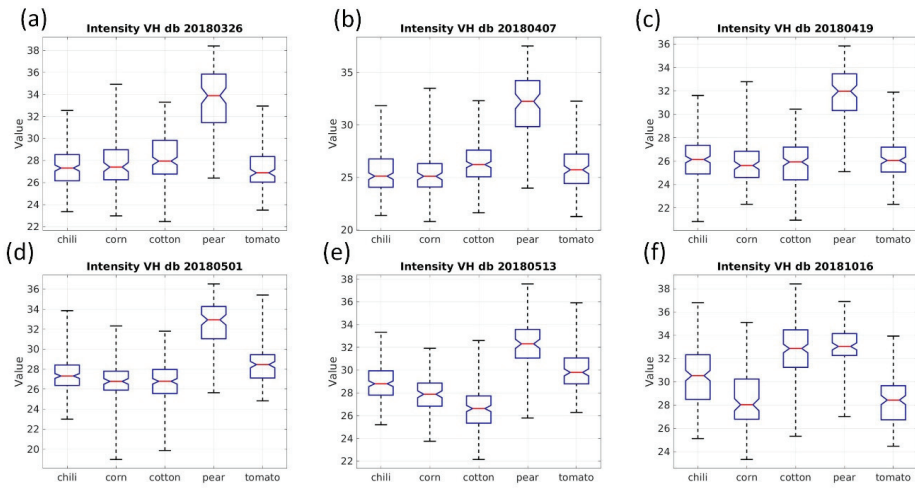 (a)
Intensity VH db 20180326
38
36
34
32
30
28
26
24
22
Value
chili corn cotton pear tomato
(b)
Intensity VH db 20180407
35
30
25
20
Value
chili corn cotton pear tomato
(c)
Intensity VH db 20180419
34
32
30
28
26
24
22
Value
chili corn cotton pear tomato
(d)
Intensity VH db 20180501
36
34
32
30
28
26
24
22
20
Value
chili corn cotton pear tomato
(e)
Intensity VH db 20180513
38
36
34
32
30
28
26
24
22
Value
chili corn cotton pear tomato
(f)
Intensity VH db 20181016
38
36
34
32
30
28
26
24
22
Value
chili corn cotton pear tomato